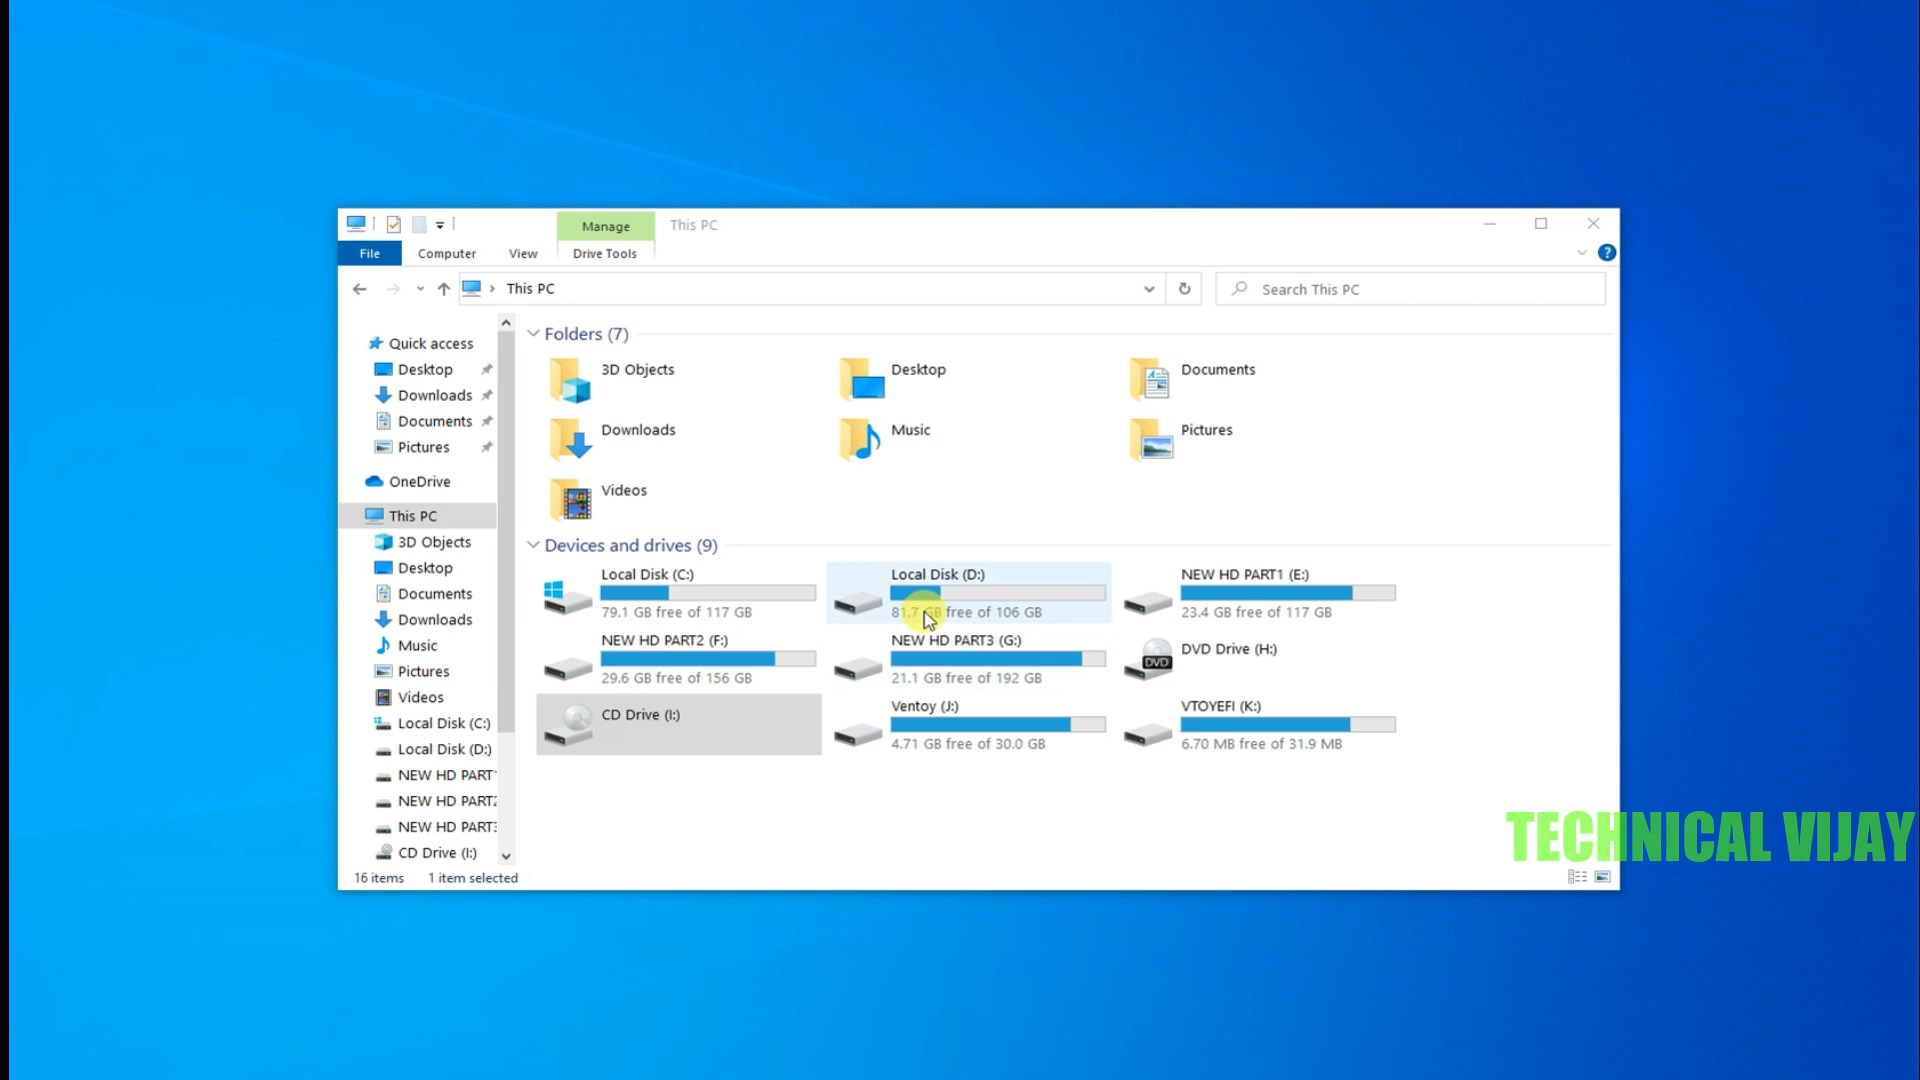 Manage
This PC
File
Computer
View
Drive Tools
This PC
Search This PC
Quick access
Desktop
Downloads
Documents
Pictures
OneDrive
This PC
3D Objects
Desktop
Documents
Downloads
Music
Pictures
Videos
Local Disk (C:)
Local Disk (D:)
NEW HD PART1
NEW HD PART2
NEW HD PART3
CD Drive (I:)
Folders (7)
3D Objects
Desktop
Documents
Downloads
Music
Pictures
Videos
Devices and drives (9)
Local Disk (C:)
79.1 GB free of 117 GB
Local Disk (D:)
81.7 GB free of 106 GB
NEW HD PART1 (E:)
23.4 GB free of 117 GB
NEW HD PART2 (F:)
29.6 GB free of 156 GB
NEW HD PART3 (G:)
21.1 GB free of 192 GB
DVD Drive (H:)
DVD
CD Drive (I:)
Ventoy (J:)
4.71 GB free of 30.0 GB
VTOYEFI (K:)
6.70 MB free of 31.9 MB
TECHNICAL VIJAY
16 items
1 item selected